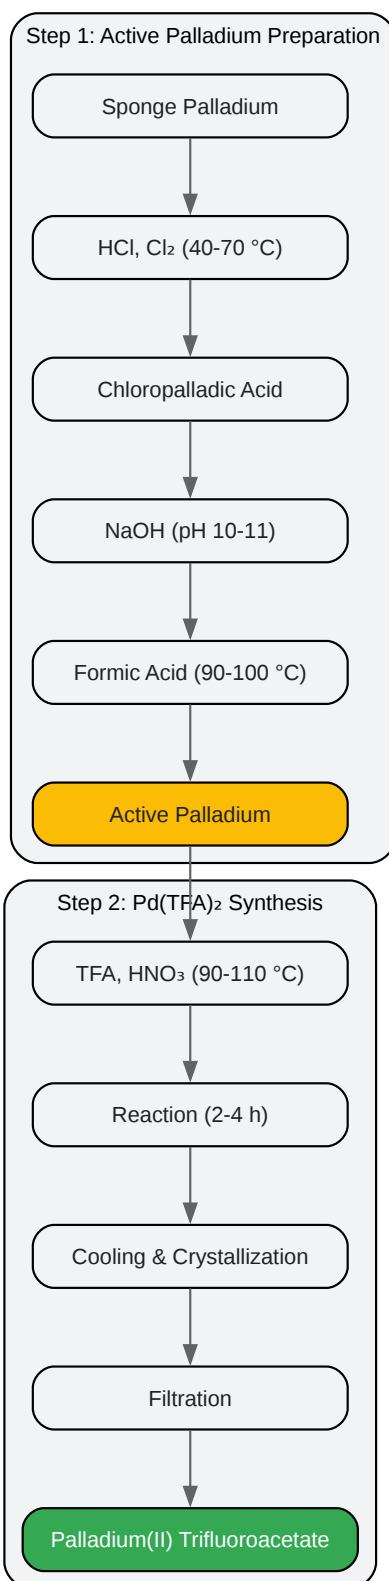 Step 1: Active Palladium Preparation
Sponge Palladium
HCl, Cl₂ (40-70 °C)
Chloropalladic Acid
NaOH (pH 10-11)
Formic Acid (90-100 °C)
Active Palladium
Step 2: Pd(TFA)₂ Synthesis
TFA, HNO₃ (90-110 °C)
Reaction (2-4 h)
Cooling & Crystallization
Filtration
Palladium(II) Trifluoroacetate